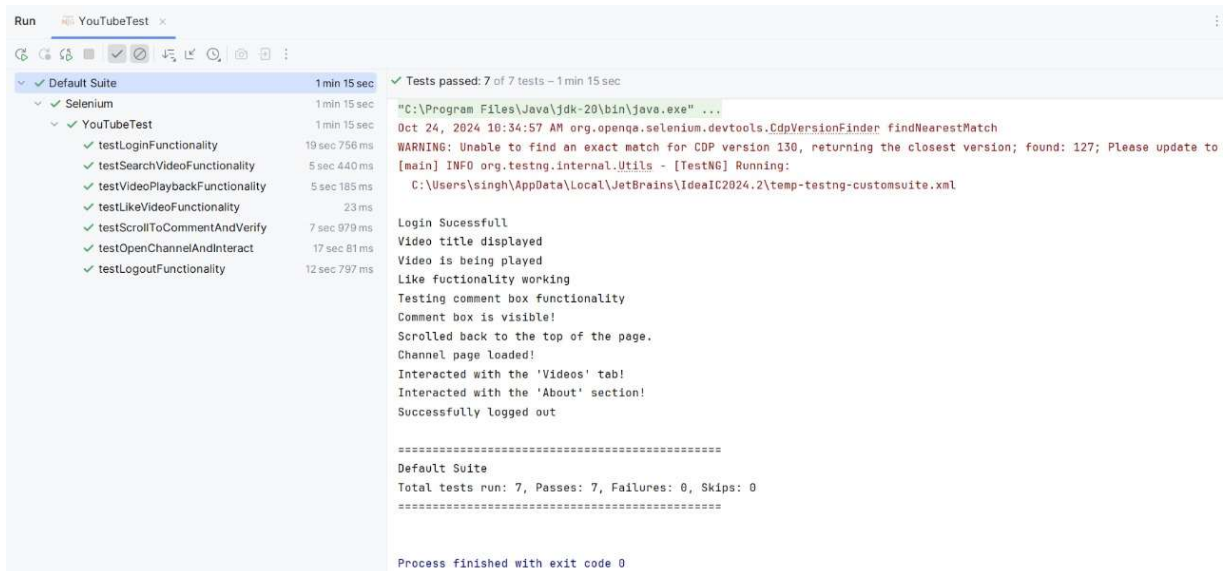 Run YouTubeTest ×
Default Suite 1 min 15 sec
Selenium 1 min 15 sec
YouTubeTest 1 min 15 sec
testLoginFunctionality 19 sec 756 ms
testSearchVideoFunctionality 5 sec 440 ms
testVideoPlaybackFunctionality 5 sec 185 ms
testLikeVideoFunctionality 23 ms
testScrollToCommentAndVerify 7 sec 979 ms
testOpenChannelAndInteract 17 sec 81 ms
testLogoutFunctionality 12 sec 797 ms
Tests passed: 7 of 7 tests – 1 min 15 sec
"C:\Program Files\Java\jdk-20\bin\java.exe" ...
Oct 24, 2024 10:34:57 AM org.openqa.selenium.devtools.CdpVersionFinder findNearestMatch
WARNING: Unable to find an exact match for CDP version 130, returning the closest version; found: 127; Please update to
[main] INFO org.testng.internal.Utils - [TestNG] Running:
C:\Users\singh\AppData\Local\JetBrains\IdeaIC2024.2\temp-testng-customsuite.xml
Login Sucessfull
Video title displayed
Video is being played
Like fuctionality working
Testing comment box functionality
Comment box is visible!
Scrolled back to the top of the page.
Channel page loaded!
Interacted with the 'Videos' tab!
Interacted with the 'About' section!
Successfully logged out
===============================================
Default Suite
Total tests run: 7, Passes: 7, Failures: 0, Skips: 0
===============================================
Process finished with exit code 0